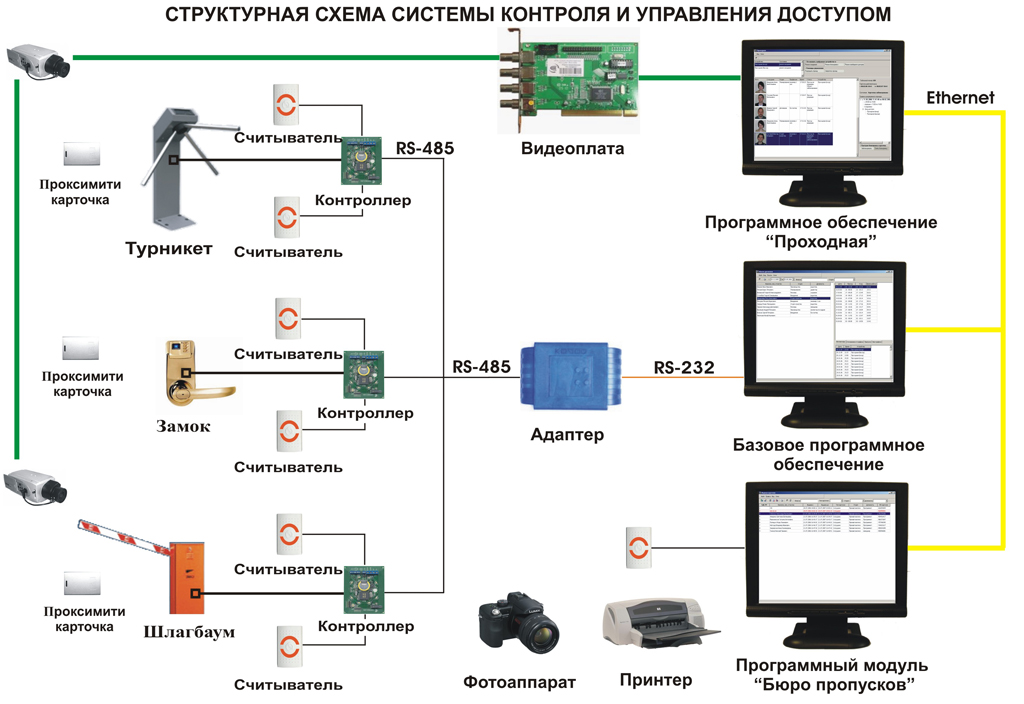 СТРУКТУРНАЯ СХЕМА СИСТЕМЫ КОНТРОЛЯ И УПРАВЛЕНИЯ ДОСТУПОМ
Ethernet
Считыватель
RS-485
Видеоплата
Проксимити
карточка
Контроллер
Турникет
Считыватель
Программное обеспечение
“Проходная”
Считыватель
Проксимити
карточка
RS-485
RS-232
Контроллер
Замок
Адаптер
Считыватель
Базовое программное
обеспечение
Считыватель
Проксимити
карточка
Шлагбаум
Контроллер
Считыватель
Фотоаппарат
Принтер
Программный модуль
“Бюро пропусков”